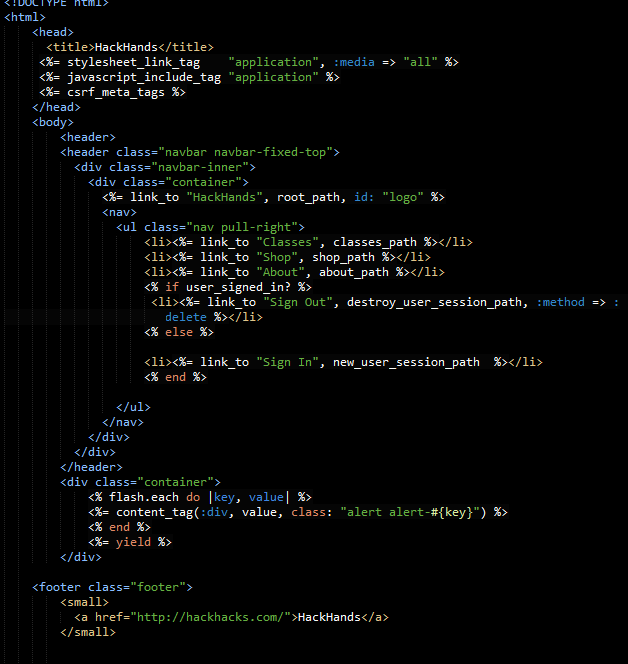 <!DOCTYPE html>
<html>
    <head>
      <title>HackHands</title>
     <%= stylesheet_link_tag    "application", :media => "all" %>
     <%= javascript_include_tag "application" %>
     <%= csrf_meta_tags %>
    </head>
    <body>
        <header>
        <header class="navbar navbar-fixed-top">
          <div class="navbar-inner">
            <div class="container">
              <%= link_to "HackHands", root_path, id: "logo" %>
              <nav>
                <ul class="nav pull-right">
                    <li><%= link_to "Classes", classes_path %></li>
                    <li><%= link_to "Shop", shop_path %></li>
                    <li><%= link_to "About", about_path %></li>
                    <% if user_signed_in? %>
                     <li><%= link_to "Sign Out", destroy_user_session_path, :method => :
                       delete %></li>
                    <% else %>
                    <li><%= link_to "Sign In", new_user_session_path  %></li>
                    <% end %>
                </ul>
              </nav>
            </div>
          </div>
        </header>
        <div class="container">
            <% flash.each do |key, value| %>
            <%= content_tag(:div, value, class: "alert alert-#{key}") %>
            <% end %>
            <%= yield %>
        </div>
    <footer class="footer">
        <small>
          <a href="http://hackhacks.com/">HackHands</a>
        </small>